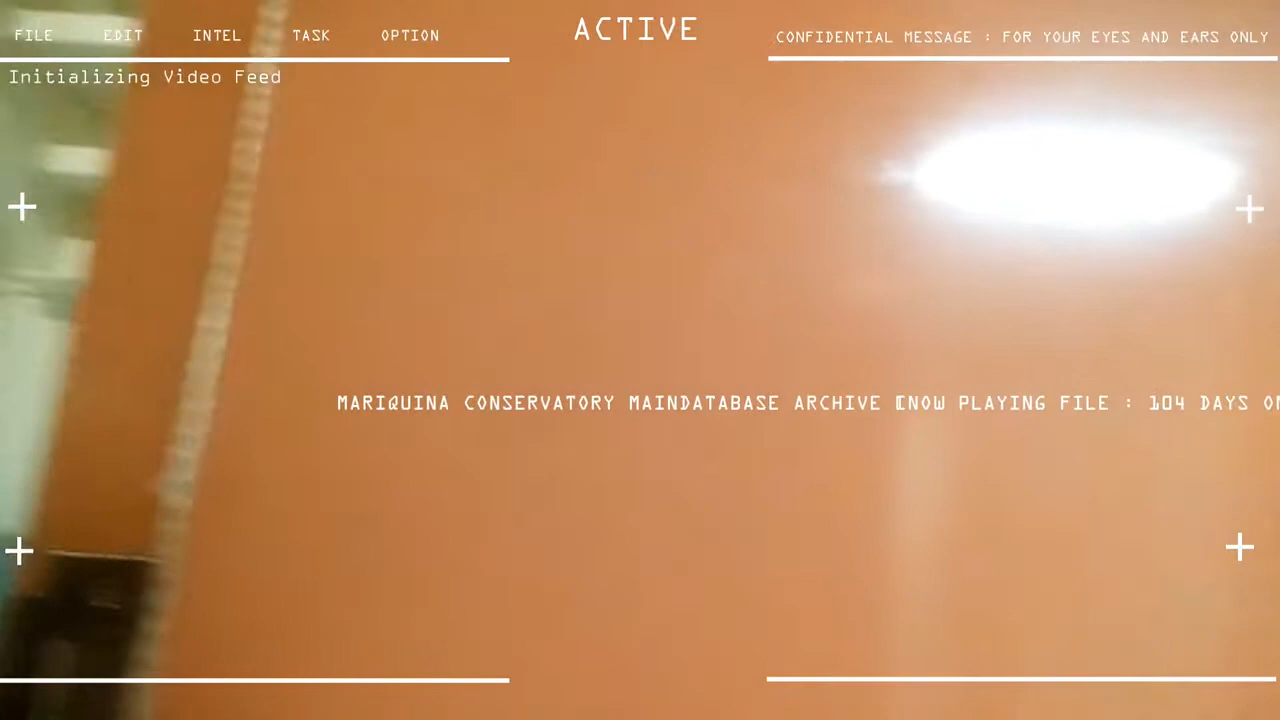 FILE EDIT INTEL TASK OPTION
ACTIVE
CONFIDENTIAL MESSAGE : FOR YOUR EYES AND EARS ONLY
Initializing Video Feed
MARIQUINA CONSERVATORY MAINDATABASE ARCHIVE [NOW PLAYING FILE : 104 DAYS